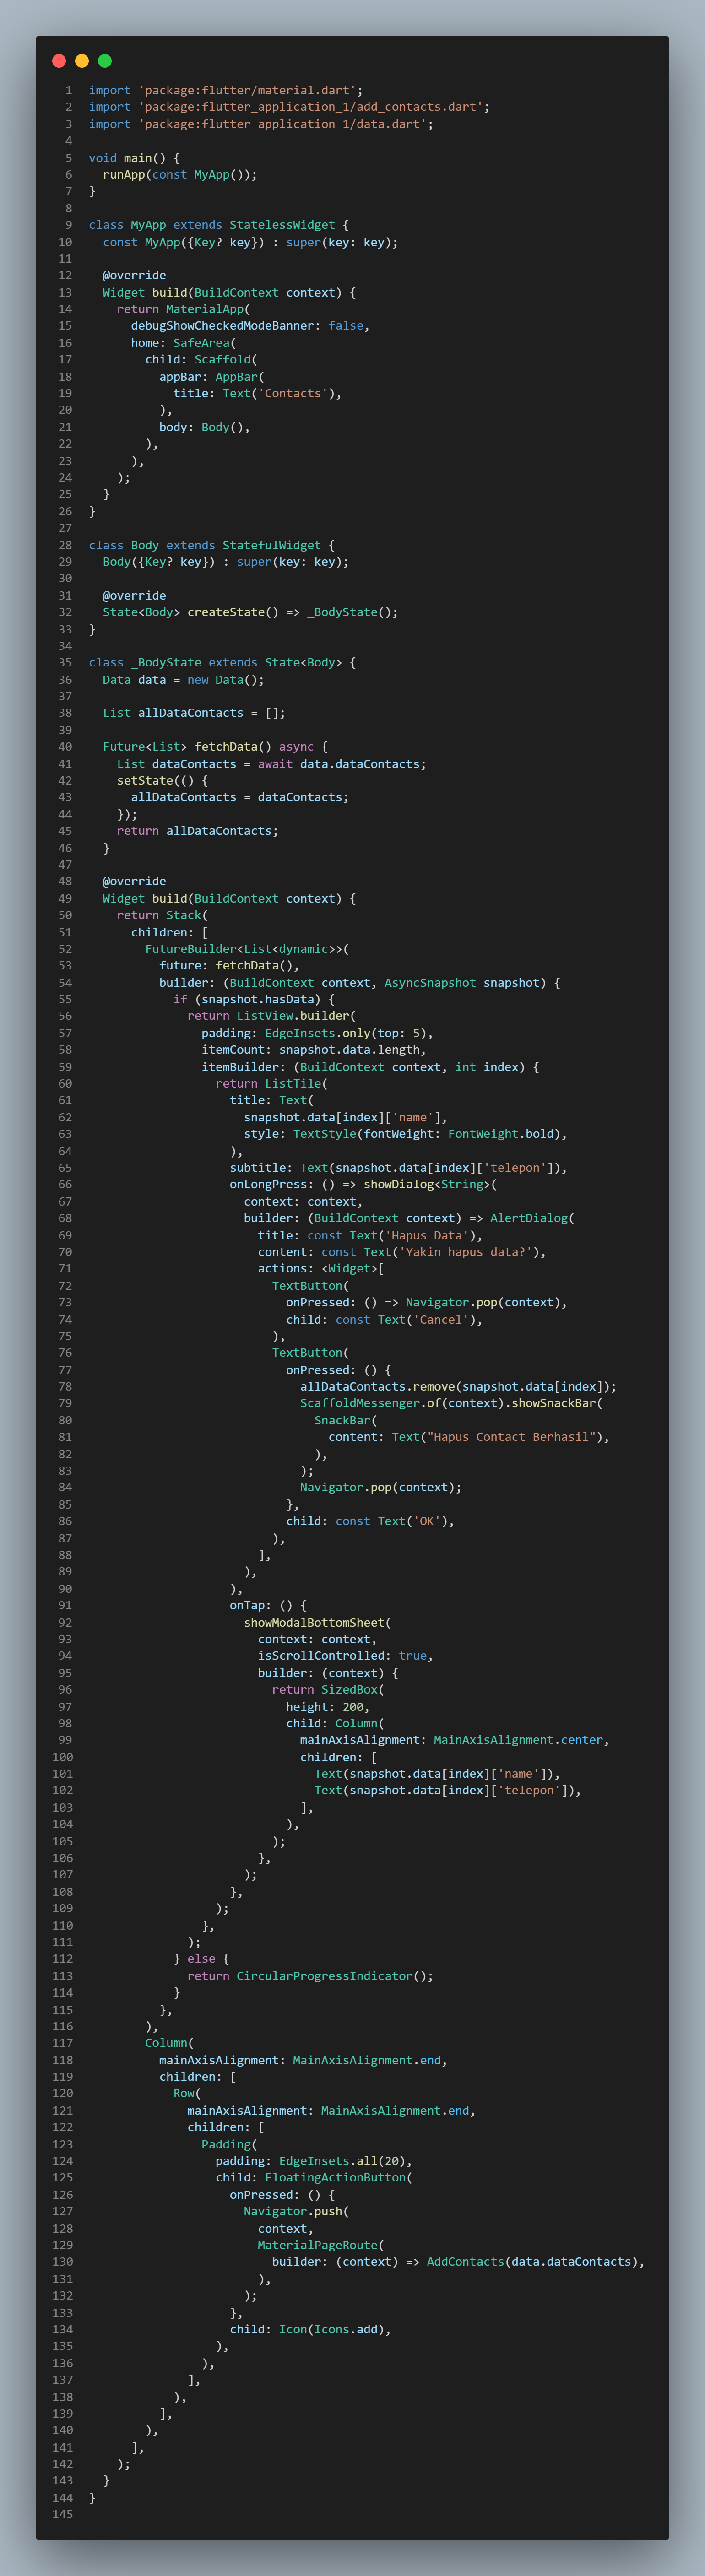 1 import 'package:flutter/material.dart';
2 import 'package:flutter_application_1/add_contacts.dart';
3 import 'package:flutter_application_1/data.dart';
4
5 void main() {
6   runApp(const MyApp());
7 }
8
9 class MyApp extends StatelessWidget {
10   const MyApp({Key? key}) : super(key: key);
11
12   @override
13   Widget build(BuildContext context) {
14     return MaterialApp(
15       debugShowCheckedModeBanner: false,
16       home: SafeArea(
17         child: Scaffold(
18           appBar: AppBar(
19             title: Text('Contacts'),
20           ),
21           body: Body(),
22         ),
23       ),
24     );
25   }
26 }
27
28 class Body extends StatefulWidget {
29   Body({Key? key}) : super(key: key);
30
31   @override
32   State<Body> createState() => _BodyState();
33 }
34
35 class _BodyState extends State<Body> {
36   Data data = new Data();
37
38   List allDataContacts = [];
39
40   Future<List> fetchData() async {
41     List dataContacts = await data.dataContacts;
42     setState(() {
43       allDataContacts = dataContacts;
44     });
45     return allDataContacts;
46   }
47
48   @override
49   Widget build(BuildContext context) {
50     return Stack(
51       children: [
52         FutureBuilder<List<dynamic>>(
53           future: fetchData(),
54           builder: (BuildContext context, AsyncSnapshot snapshot) {
55             if (snapshot.hasData) {
56               return ListView.builder(
57                 padding: EdgeInsets.only(top: 5),
58                 itemCount: snapshot.data.length,
59                 itemBuilder: (BuildContext context, int index) {
60                   return ListTile(
61                     title: Text(
62                       snapshot.data[index]['name'],
63                       style: TextStyle(fontWeight: FontWeight.bold),
64                     ),
65                     subtitle: Text(snapshot.data[index]['telepon']),
66                     onLongPress: () => showDialog<String>(
67                       context: context,
68                       builder: (BuildContext context) => AlertDialog(
69                         title: const Text('Hapus Data'),
70                         content: const Text('Yakin hapus data?'),
71                         actions: <Widget>[
72                           TextButton(
73                             onPressed: () => Navigator.pop(context),
74                             child: const Text('Cancel'),
75                           ),
76                           TextButton(
77                             onPressed: () {
78                               allDataContacts.remove(snapshot.data[index]);
79                               ScaffoldMessenger.of(context).showSnackBar(
80                                 SnackBar(
81                                   content: Text("Hapus Contact Berhasil"),
82                                 ),
83                               );
84                               Navigator.pop(context);
85                             },
86                             child: const Text('OK'),
87                           ),
88                         ],
89                       ),
90                     ),
91                     onTap: () {
92                       showModalBottomSheet(
93                         context: context,
94                         isScrollControlled: true,
95                         builder: (context) {
96                           return SizedBox(
97                             height: 200,
98                             child: Column(
99                               mainAxisAlignment: MainAxisAlignment.center,
100                               children: [
101                                 Text(snapshot.data[index]['name']),
102                                 Text(snapshot.data[index]['telepon']),
103                               ],
104                             ),
105                           );
106                         },
107                       );
108                     },
109                   );
110                 },
111               );
112             } else {
113               return CircularProgressIndicator();
114             }
115           },
116         ),
117         Column(
118           mainAxisAlignment: MainAxisAlignment.end,
119           children: [
120             Row(
121               mainAxisAlignment: MainAxisAlignment.end,
122               children: [
123                 Padding(
124                   padding: EdgeInsets.all(20),
125                   child: FloatingActionButton(
126                     onPressed: () {
127                       Navigator.push(
128                         context,
129                         MaterialPageRoute(
130                           builder: (context) => AddContacts(data.dataContacts),
131                         ),
132                       );
133                     },
134                     child: Icon(Icons.add),
135                   ),
136                 ),
137               ],
138             ),
139           ],
140         ),
141       ],
142     );
143   }
144 }
145